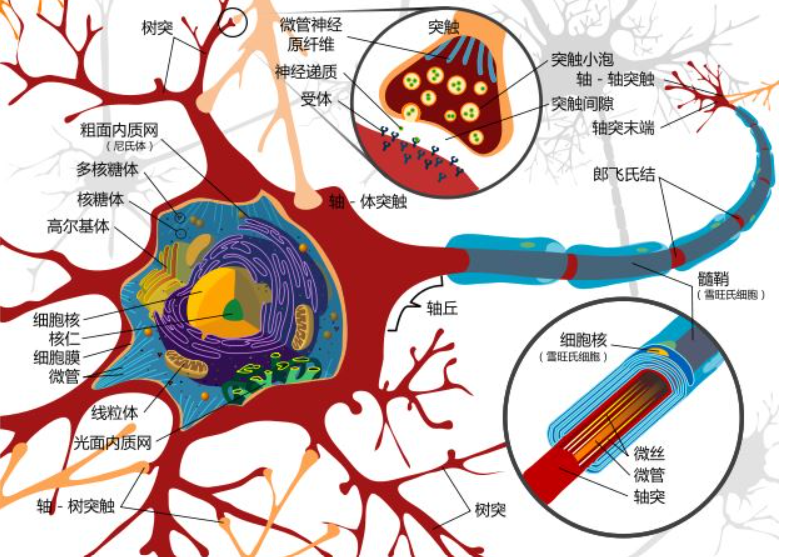 树突
微管神经
原纤维
突触
神经递质
受体
突触小泡
轴 - 轴突触
突触间隙
轴突末端
粗面内质网
（尼氏体）
多核糖体
核糖体
高尔基体
轴 - 体突触
郎飞氏结
髓鞘
（雪旺氏细胞）
轴丘
细胞核
核仁
细胞膜
微管
线粒体
光面内质网
轴 - 树突触
树突
细胞核
（雪旺氏细胞）
微丝
微管
轴突